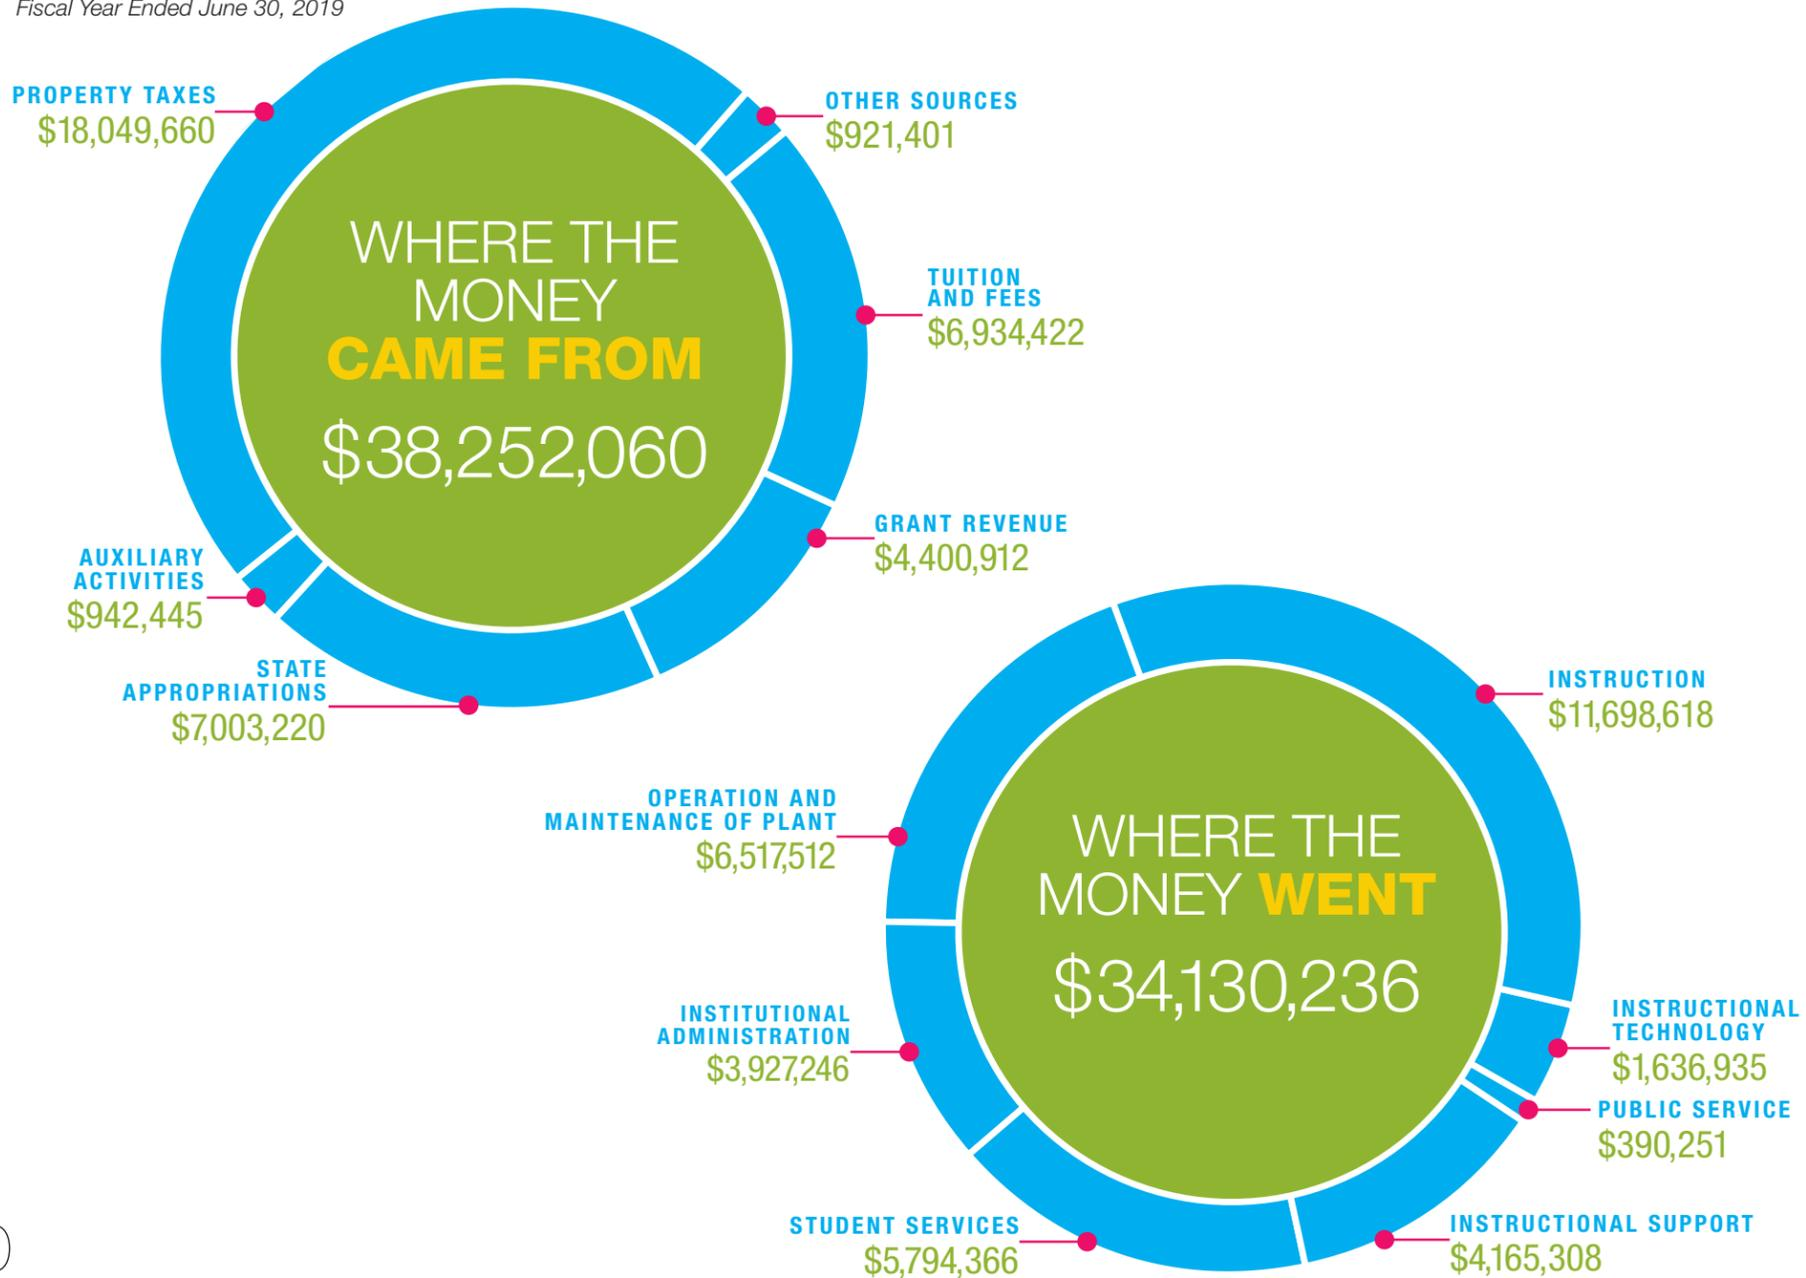 Fiscal Year Ended June 30, 2019
PROPERTY TAXES
$18,049,660
OTHER SOURCES
$921,401
WHERE THE
MONEY
CAME FROM
$38,252,060
TUITION
AND FEES
$6,934,422
GRANT REVENUE
$4,400,912
AUXILIARY
ACTIVITIES
$942,445
STATE
APPROPRIATIONS
$7,003,220
INSTRUCTION
$11,698,618
OPERATION AND
MAINTENANCE OF PLANT
$6,517,512
WHERE THE
MONEY WENT
$34,130,236
INSTITUTIONAL
ADMINISTRATION
$3,927,246
INSTRUCTIONAL
TECHNOLOGY
$1,636,935
PUBLIC SERVICE
$390,251
STUDENT SERVICES
$5,794,366
INSTRUCTIONAL SUPPORT
$4,165,308